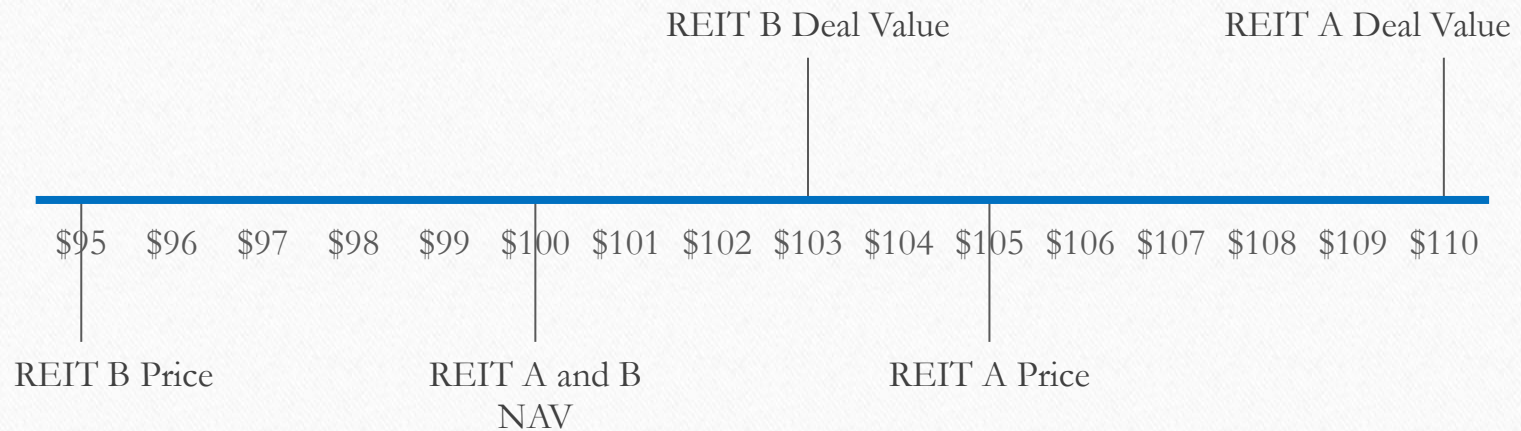 REIT B Deal Value
REIT A Deal Value
$95 $96 $97 $98 $99 $100 $101 $102 $103 $104 $105 $106 $107 $108 $109 $110
REIT B Price
REIT A and B
NAV
REIT A Price